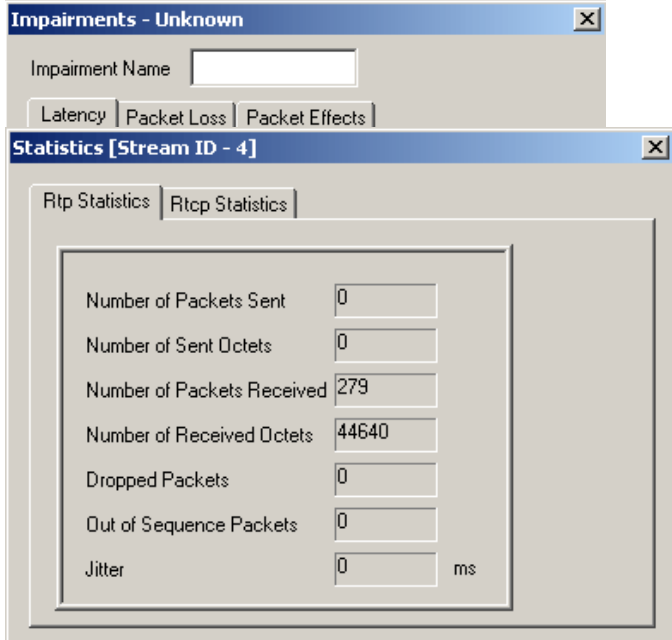 Impairments - Unknown
Impairment Name
Latency Packet Loss Packet Effects
Statistics [Stream ID - 4]
Rtp Statistics Rtcp Statistics
Number of Packets Sent 0
Number of Sent Octets 0
Number of Packets Received 279
Number of Received Octets 44640
Dropped Packets 0
Out of Sequence Packets 0
Jitter 0 ms